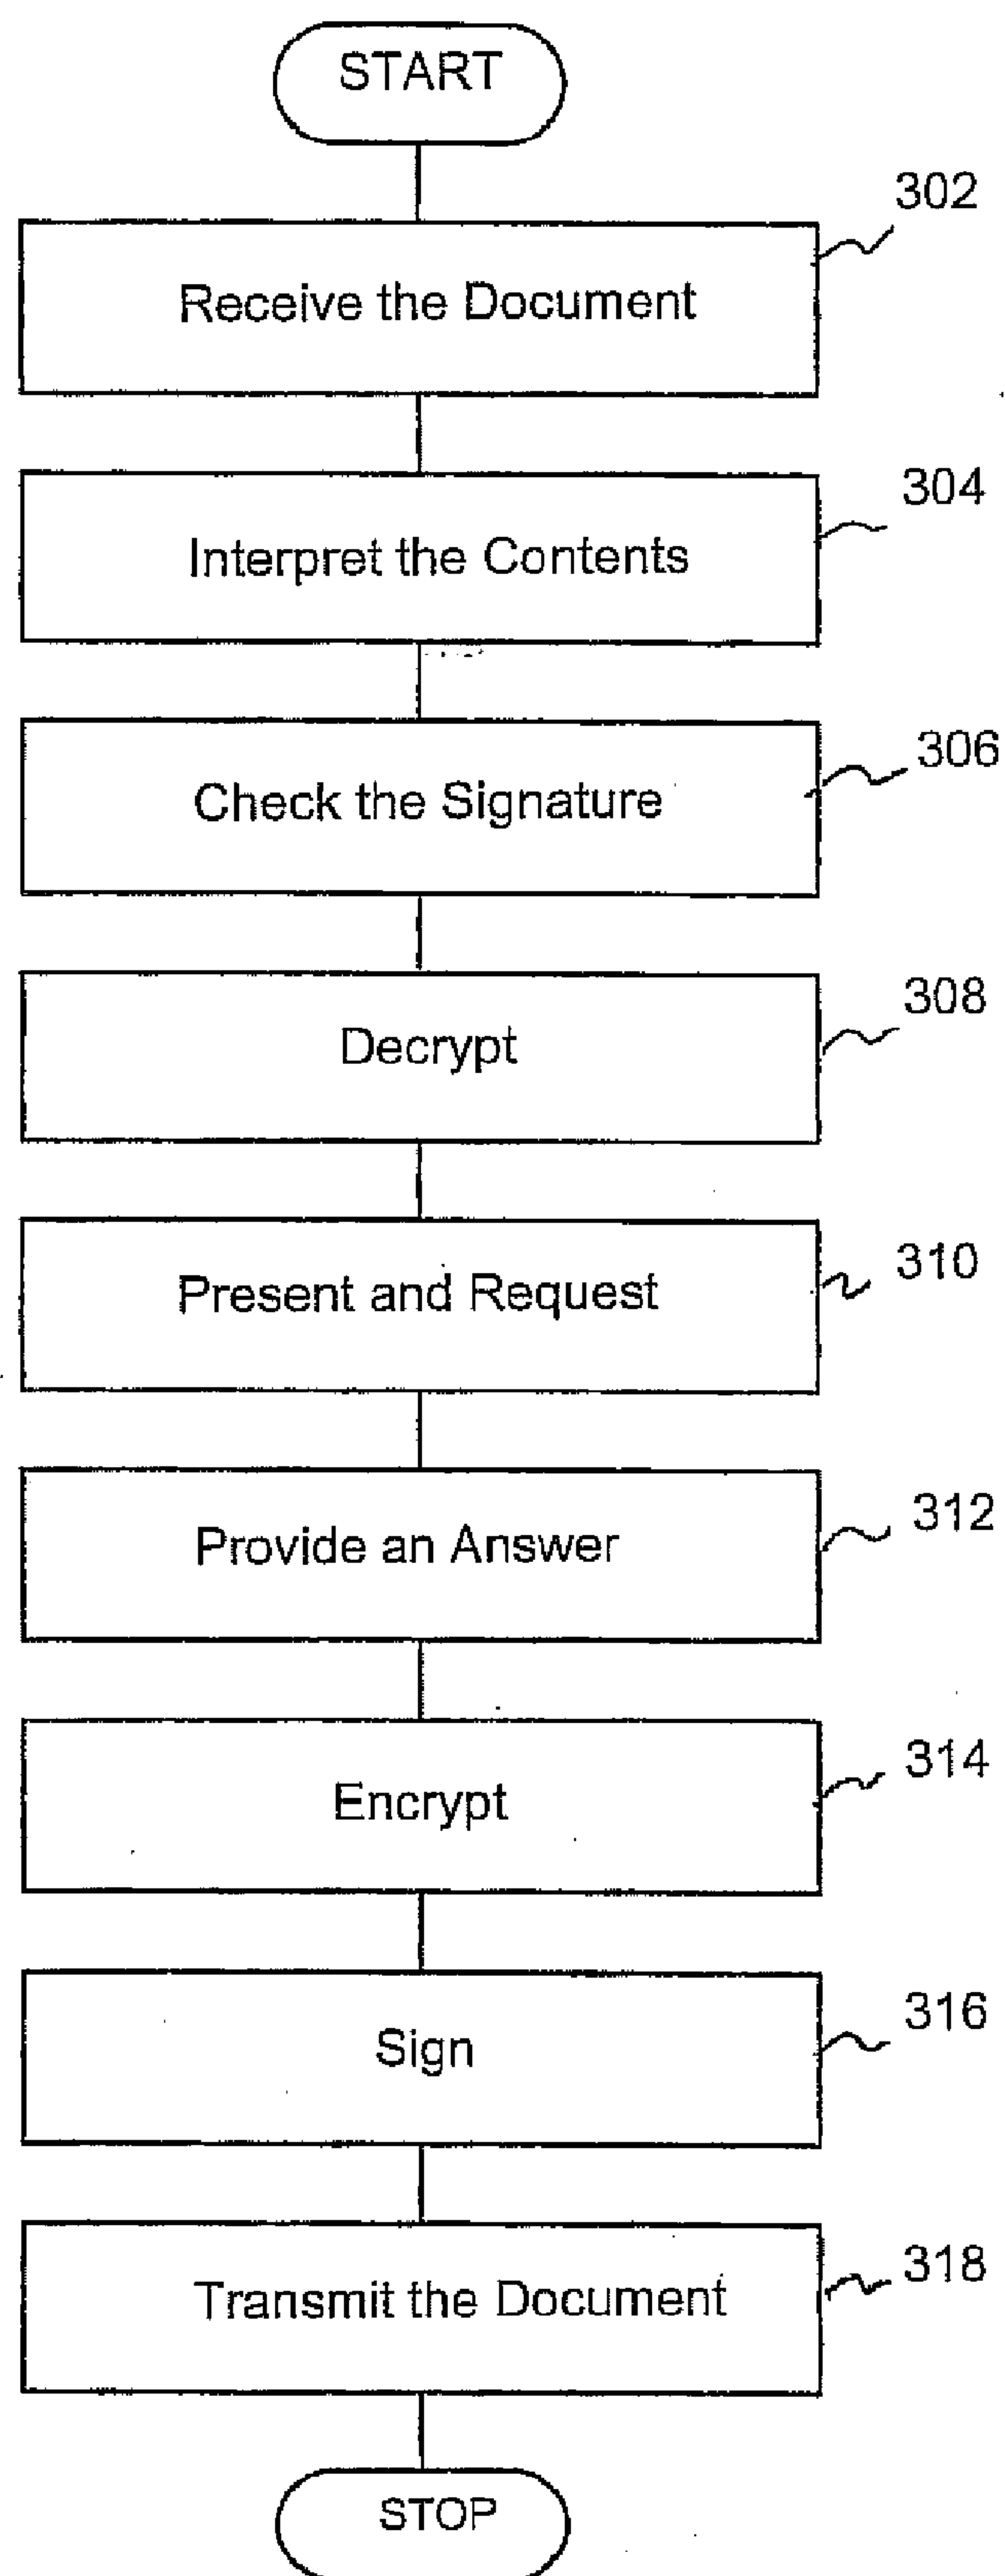 START
302
Receive the Document
304
Interpret the Contents
306
Check the Signature
308
Decrypt
310
Present and Request
312
Provide an Answer
314
Encrypt
316
Sign
318
Transmit the Document
STOP